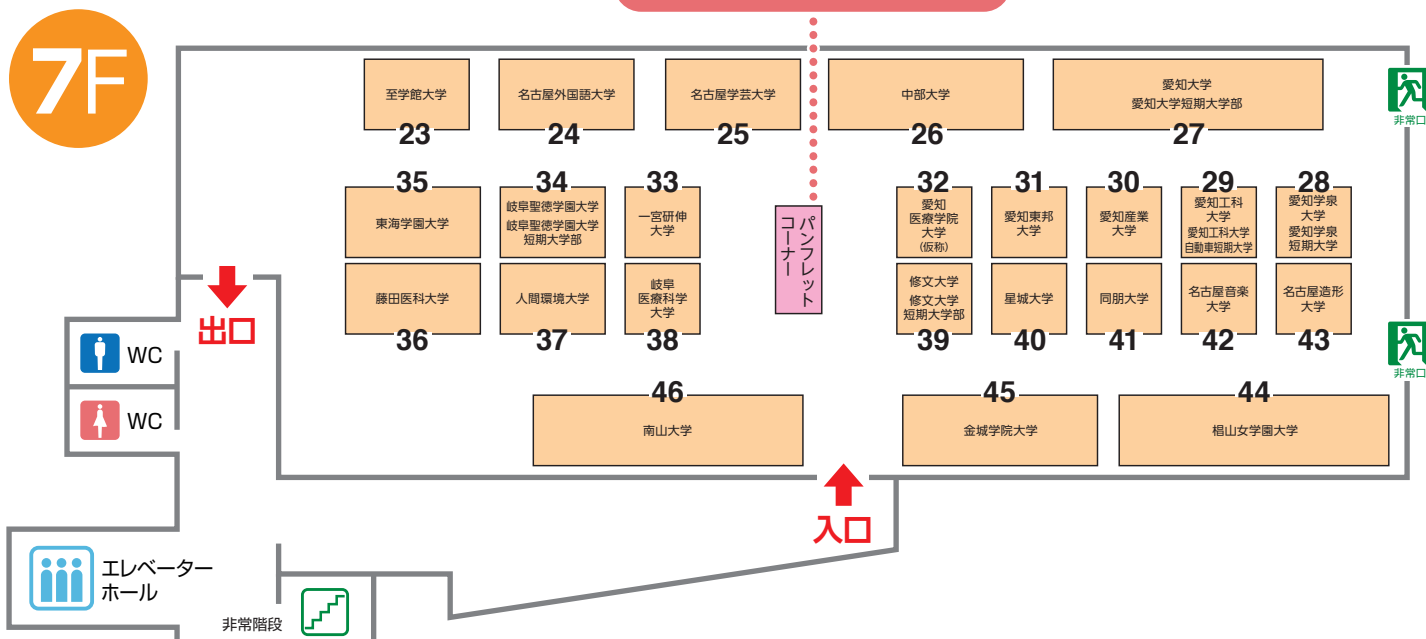 7F
至学館大学
23
名古屋外国語大学
24
名古屋学芸大学
25
中部大学
26
愛知大学
愛知大学短期大学部
27
非常口
35
東海学園大学
34
岐阜聖徳学園大学
岐阜聖徳学園大学
短期大学部
33
一宮研伸
大学
パンフレット
コーナー
32
愛知
医療学院
大学
(仮称)
31
愛知東邦
大学
30
愛知産業
大学
29
愛知工科
大学
愛知工科大学
自動車短期大学
28
愛知学泉
大学
愛知学泉
短期大学
藤田医科大学
36
人間環境大学
37
岐阜
医療科学
大学
38
修文大学
修文大学
短期大学部
39
星城大学
40
同朋大学
41
名古屋音楽
大学
42
名古屋造形
大学
43
非常口
出口
WC
WC
46
南山大学
45
金城学院大学
44
椙山女学園大学
入口
エレベーター
ホール
非常階段